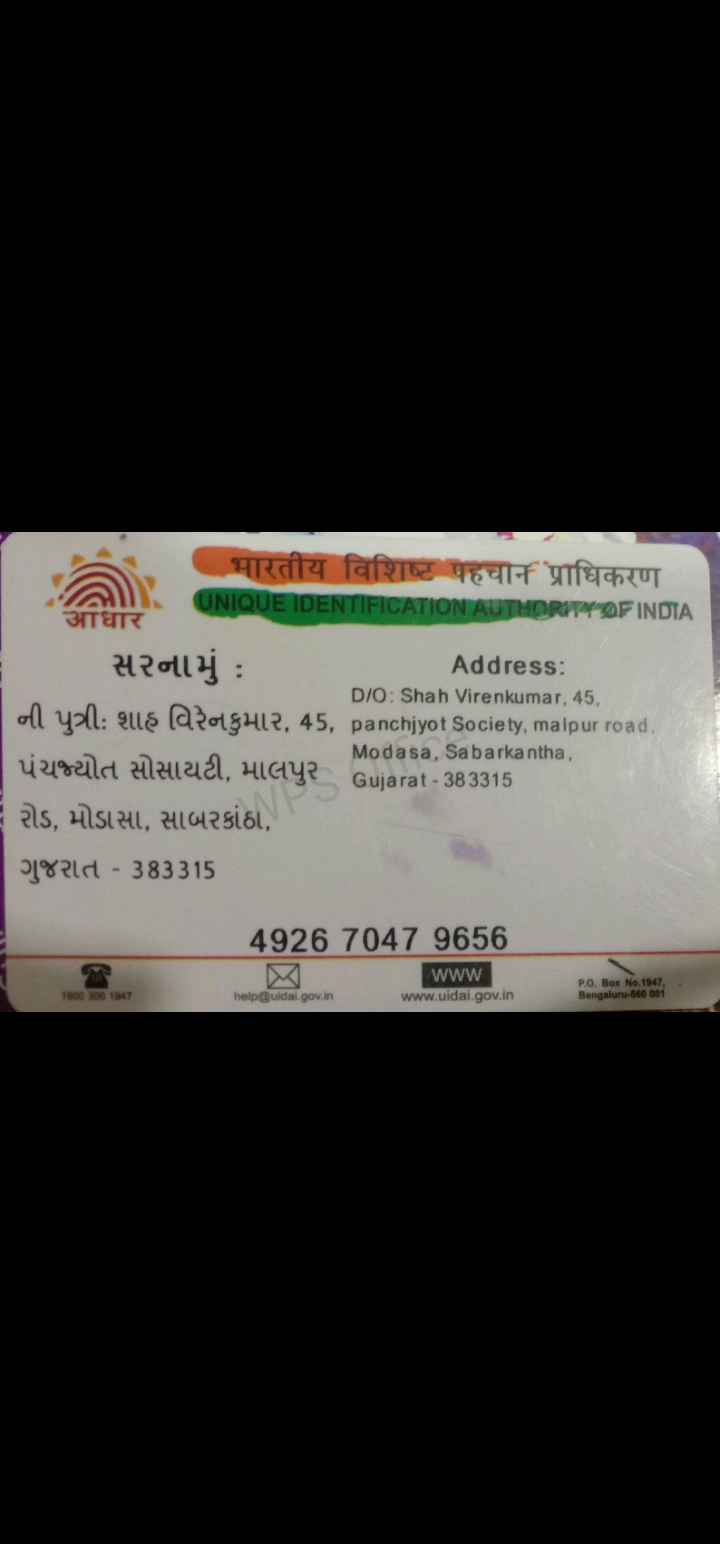 भारतीय विशिष्ट पहचान प्राधिकरण
UNIQUE IDENTIFICATION AUTHORITY OF INDIA
आधार
સરનામું :
ની પુત્રી: શાહ વિરેનકુમાર, 45,
પંચજ્યોત સોસાયટી, માલપુર
રોડ, મોડાસા, સાબરકાંઠા,
ગુજરાત - 383315
Address:
D/O: Shah Virenkumar, 45,
panchjyot Society, malpur road,
Modasa, Sabarkantha,
Gujarat - 383315
WPS Office
4926 7047 9656
1800 300 1947
help@uidai.gov.in
WWW
www.uidai.gov.in
P.O. Box No.1947,
Bengaluru-560 001